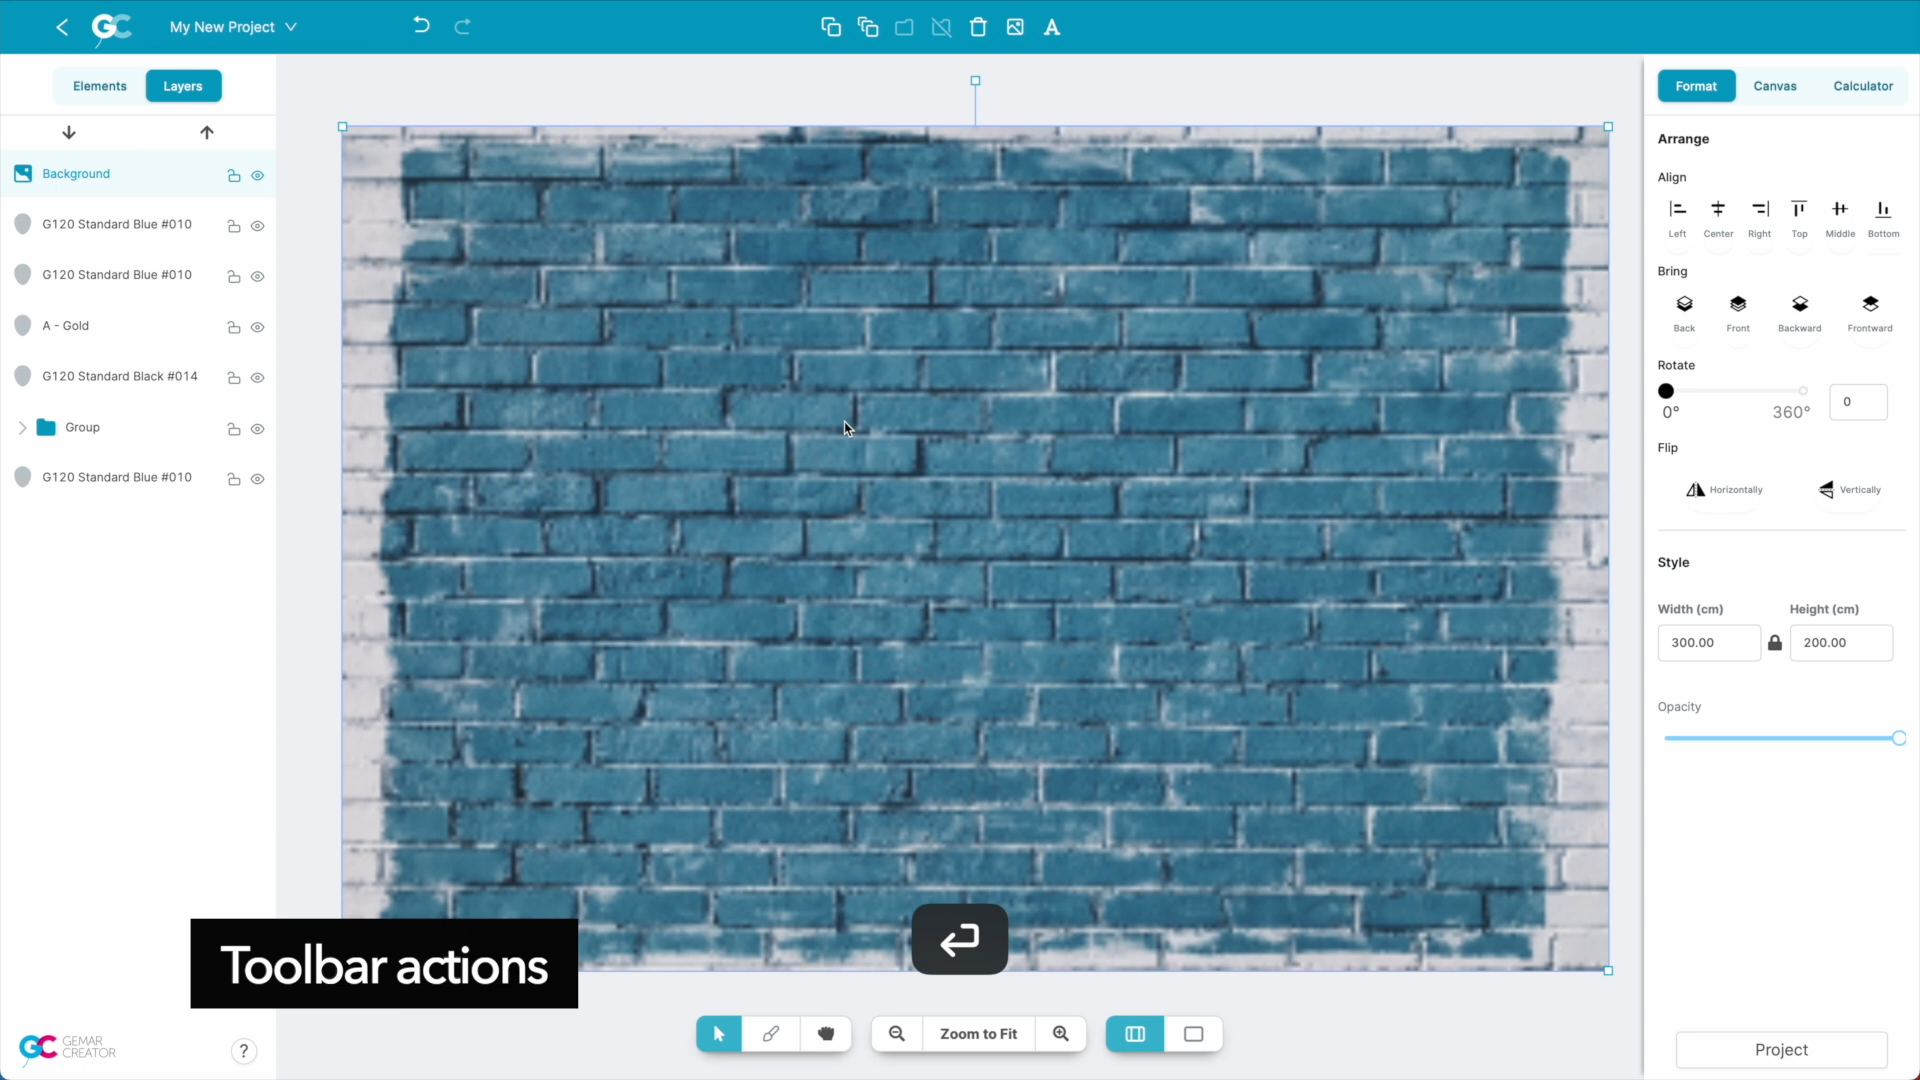 GC
My New Project
A
Elements
Layers
Background
G120 Standard Blue #010
G120 Standard Blue #010
A - Gold
G120 Standard Black #014
Group
G120 Standard Blue #010
Format
Canvas
Calculator
Arrange
Align
Left
Center
Right
Top
Middle
Bottom
Bring
Back
Front
Backward
Frontward
Rotate
0°
360°
0
Flip
Horizontally
Vertically
Style
Width (cm)
Height (cm)
300.00
200.00
Opacity
Toolbar actions
GC GEMAR
CREATOR
?
Zoom to Fit
Project